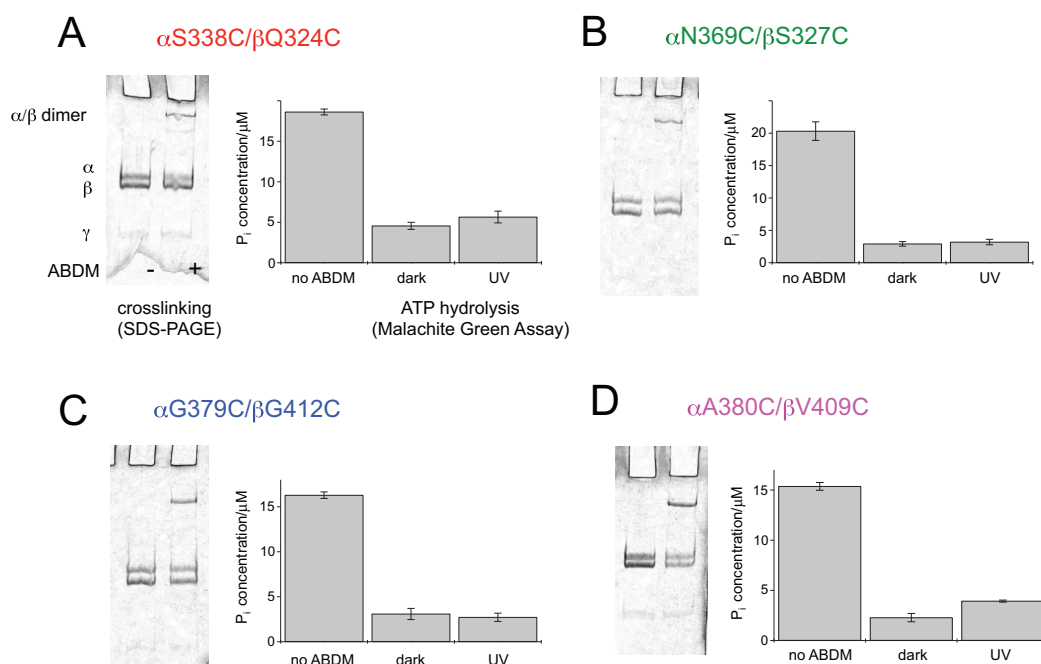 A
αS338C/βQ324C
α/β dimer
α
β
γ
ABDM
-
+
crosslinking
(SDS-PAGE)
Pi concentration/µM
15
10
5
0
no ABDM dark UV
ATP hydrolysis
(Malachite Green Assay)
B
αN369C/βS327C
Pi concentration/µM
20
15
10
5
0
no ABDM dark UV
C
αG379C/βG412C
Pi concentration/µM
15
10
5
0
no ABDM dark UV
D
αA380C/βV409C
Pi concentration/µM
15
10
5
0
no ABDM dark UV